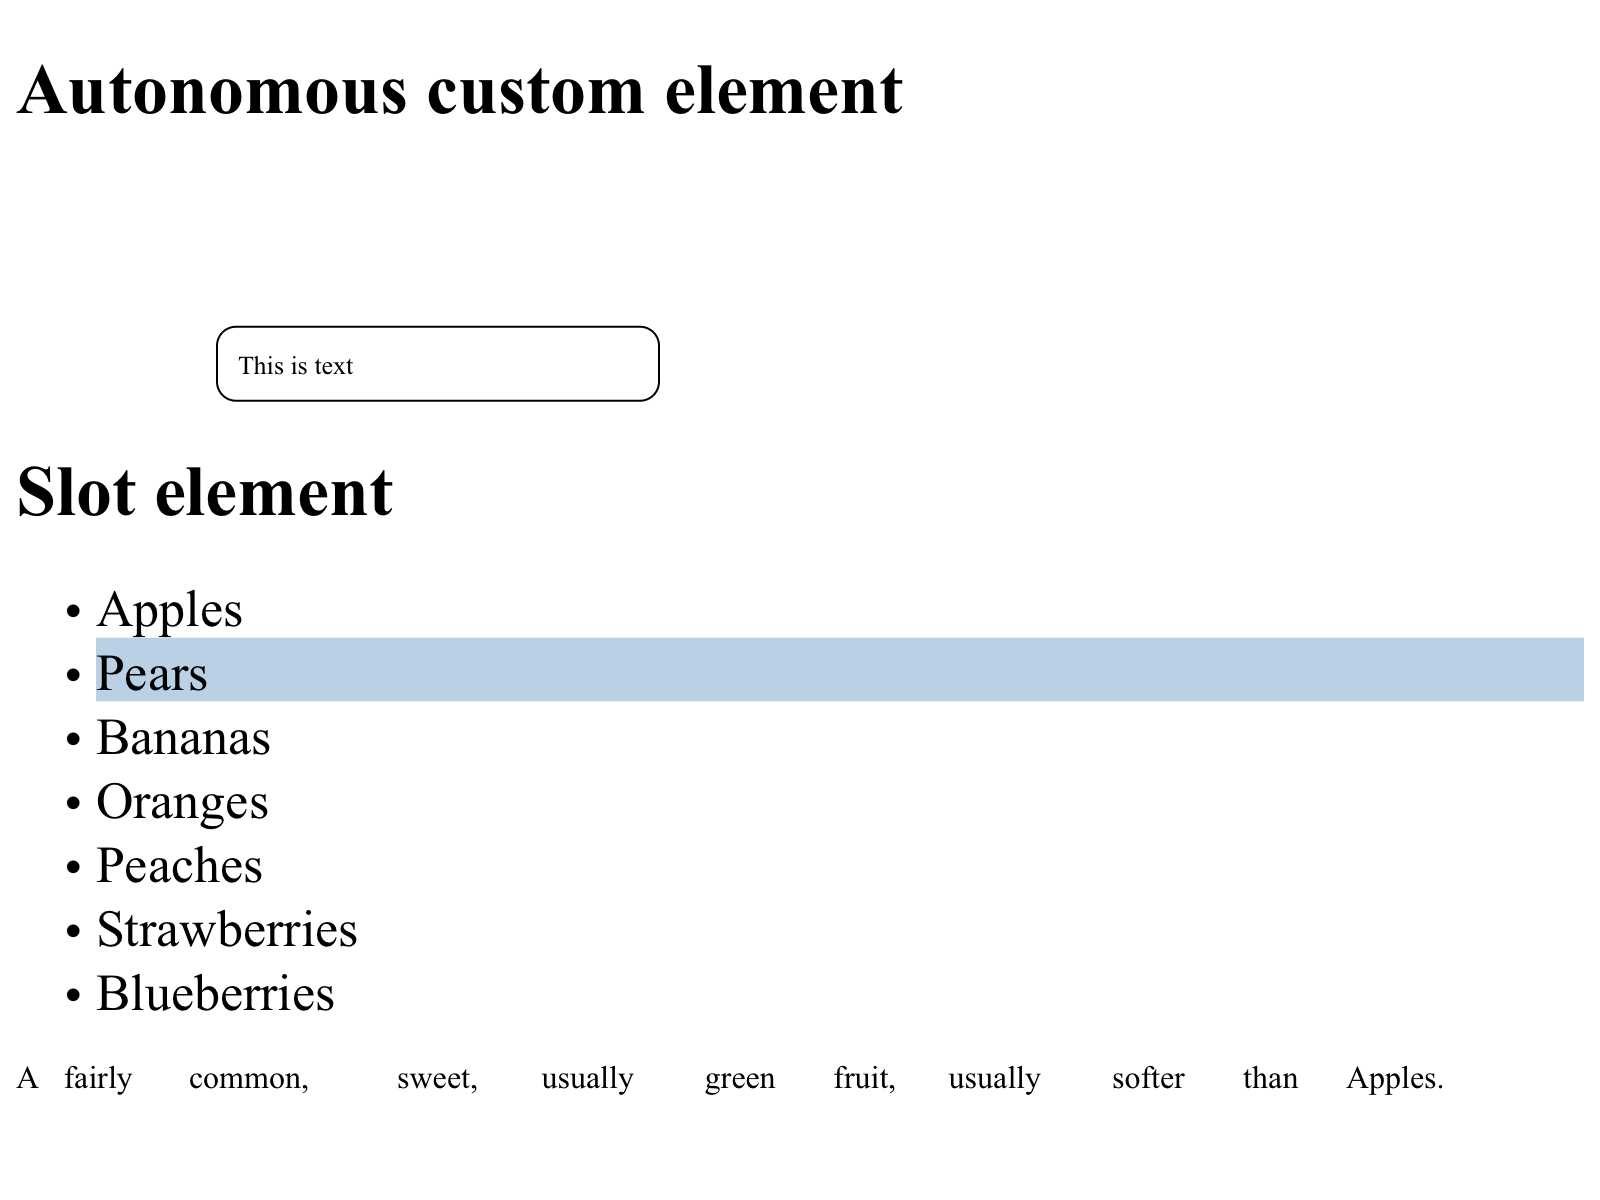 Autonomous custom element
This is text
Slot element
• Apples
• Pears
• Bananas
• Oranges
• Peaches
• Strawberries
• Blueberries
A fairly common, sweet, usually green fruit, usually softer than Apples.